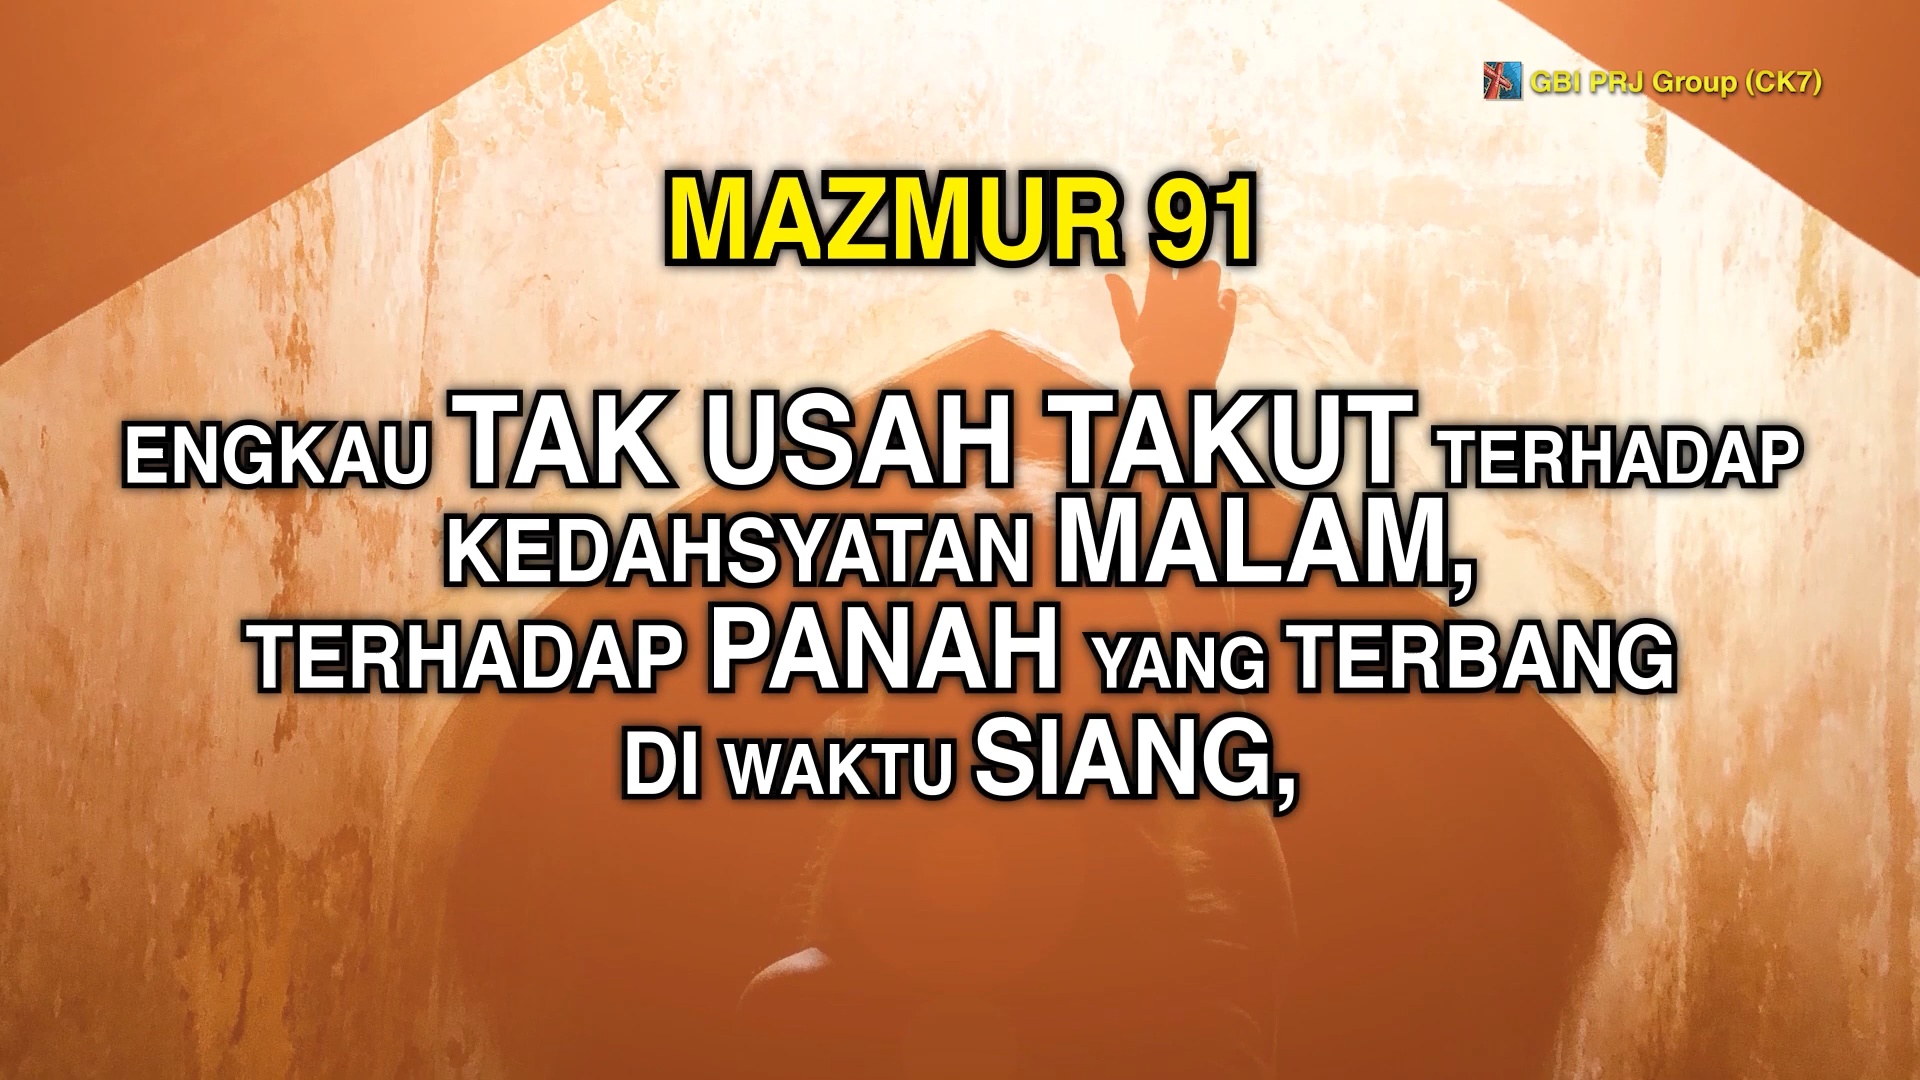 GBI PRJ Group (CK7)
MAZMUR 91
ENGKAU TAK USAH TAKUT TERHADAP
KEDAHSYATAN MALAM,
TERHADAP PANAH YANG TERBANG
DI WAKTU SIANG,